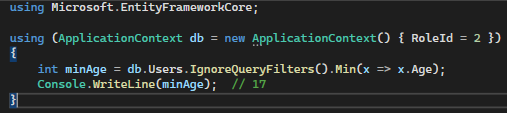 using Microsoft.EntityFrameworkCore;
using (ApplicationContext db = new ApplicationContext() { RoleId = 2 })
{
int minAge = db.Users.IgnoreQueryFilters().Min(x => x.Age);
Console.WriteLine(minAge);  // 17
}